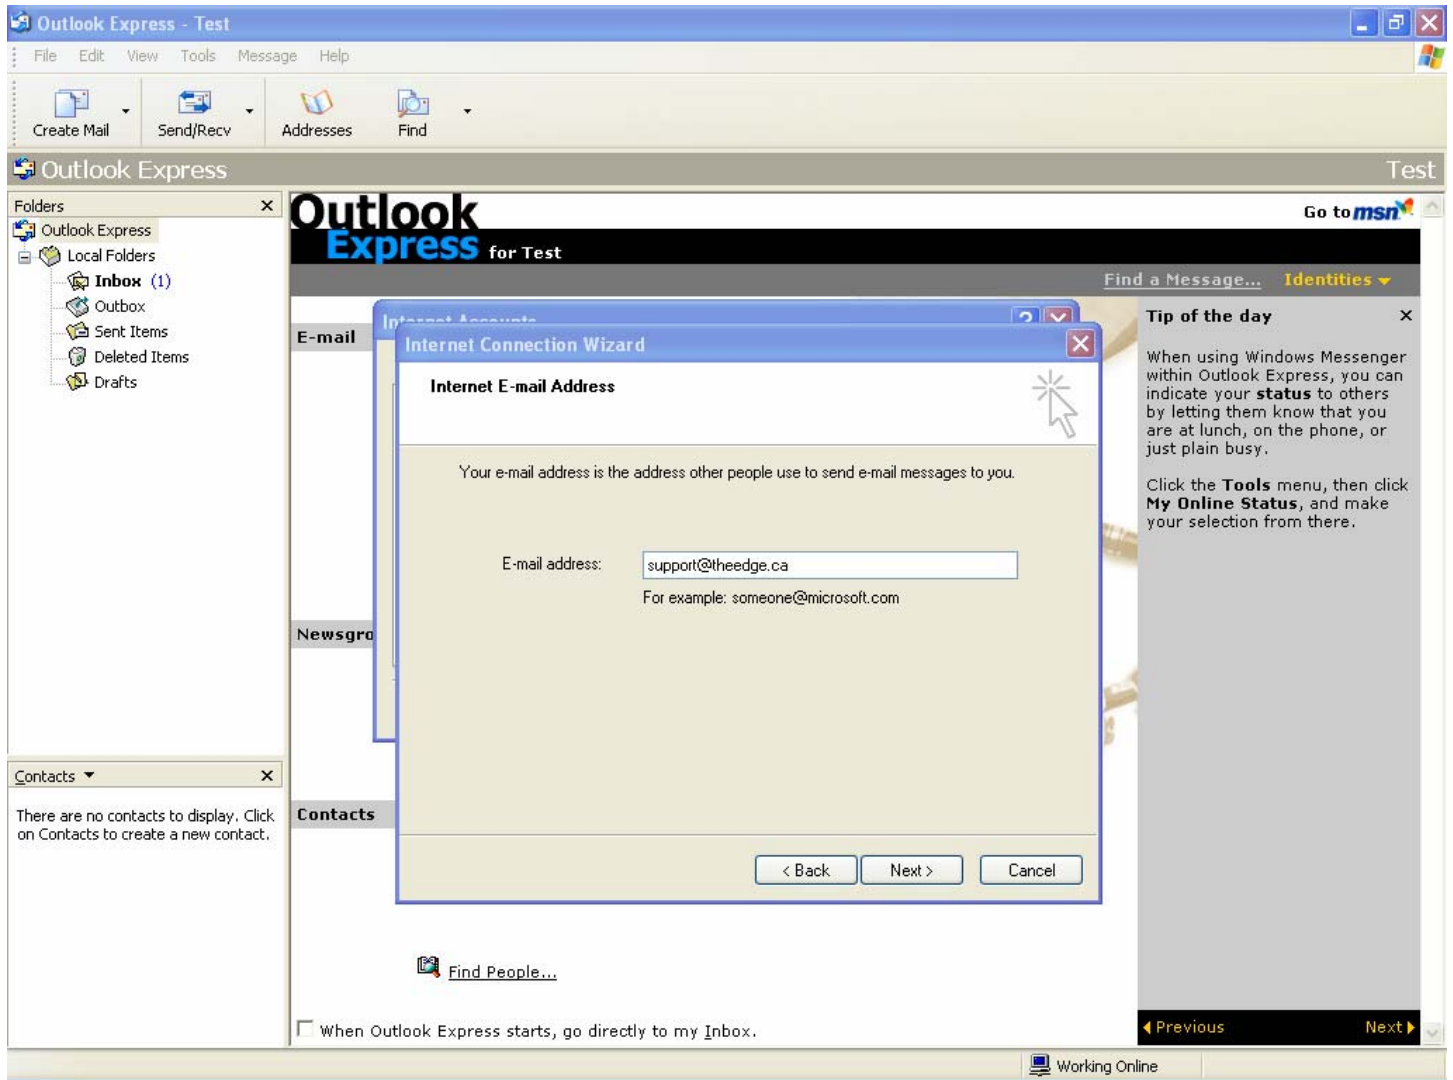 Outlook Express - Test
File Edit View Tools Message Help
Create Mail Send/Recv Addresses Find
Outlook Express Test
Folders
Outlook Express
Local Folders
Inbox (1)
Outbox
Sent Items
Deleted Items
Drafts
Contacts
There are no contacts to display. Click
on Contacts to create a new contact.
Outlook
Express for Test
Go to msn
Find a Message... Identities
E-mail
Newsgro
Contacts
Find People...
When Outlook Express starts, go directly to my Inbox.
Internet Accounts
Internet Connection Wizard
Internet E-mail Address
Your e-mail address is the address other people use to send e-mail messages to you.
E-mail address: support@theedge.ca
For example: someone@microsoft.com
< Back Next > Cancel
Tip of the day
When using Windows Messenger
within Outlook Express, you can
indicate your status to others
by letting them know that you
are at lunch, on the phone, or
just plain busy.
Click the Tools menu, then click
My Online Status, and make
your selection from there.
Previous Next
Working Online